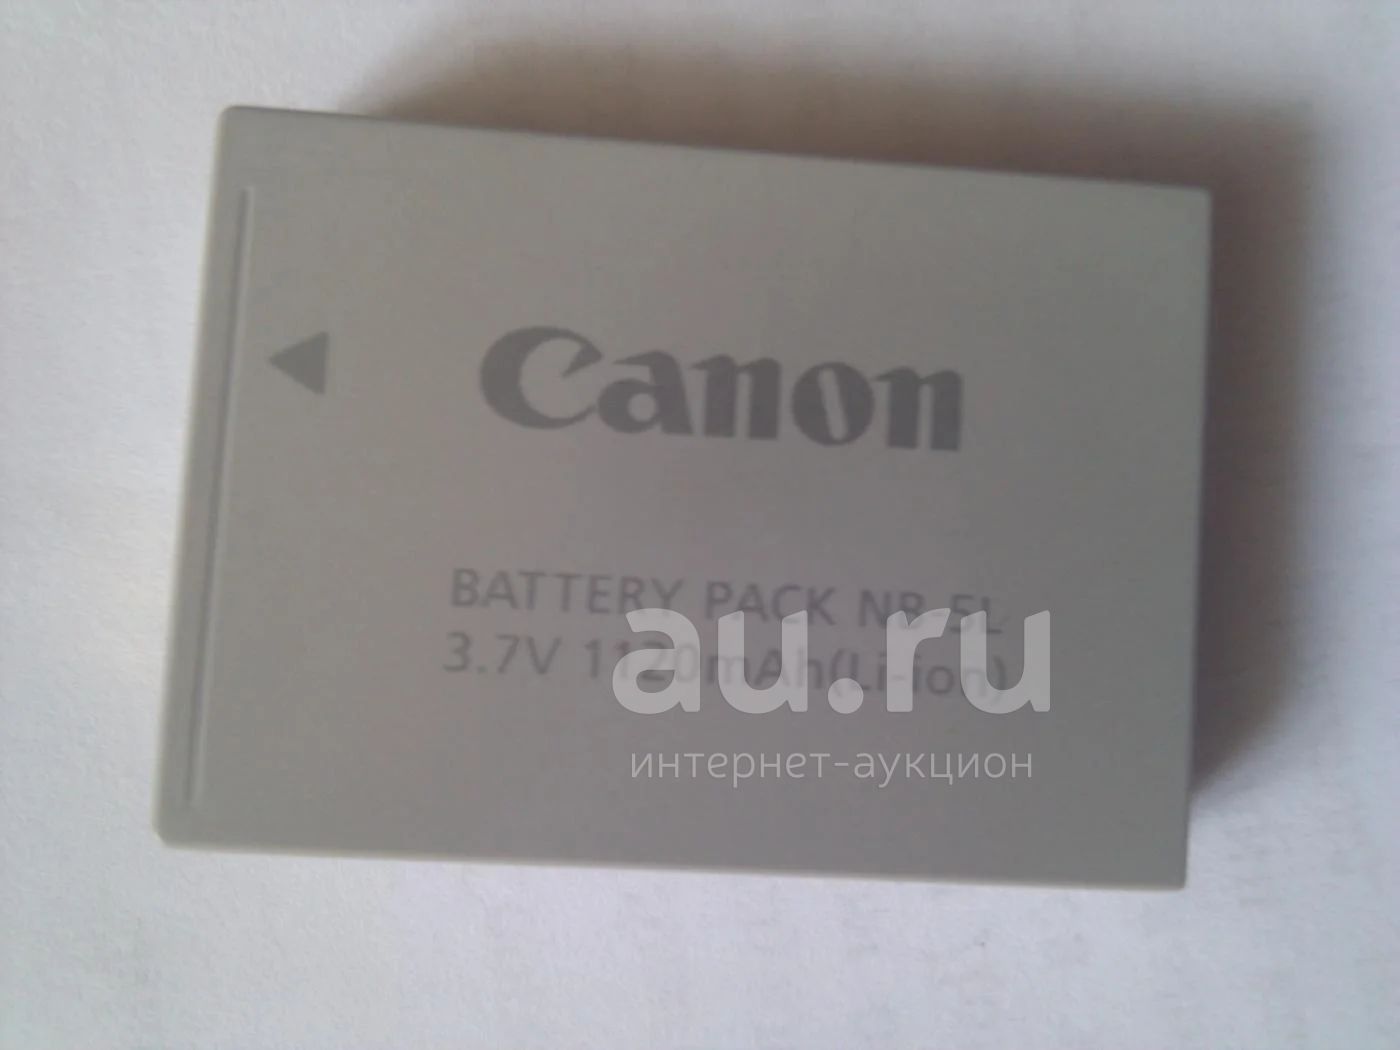 Canon
BATTERY PACK NB-5L
3.7V 1120mAh(Li-ion)
au.ru
интернет-аукцион